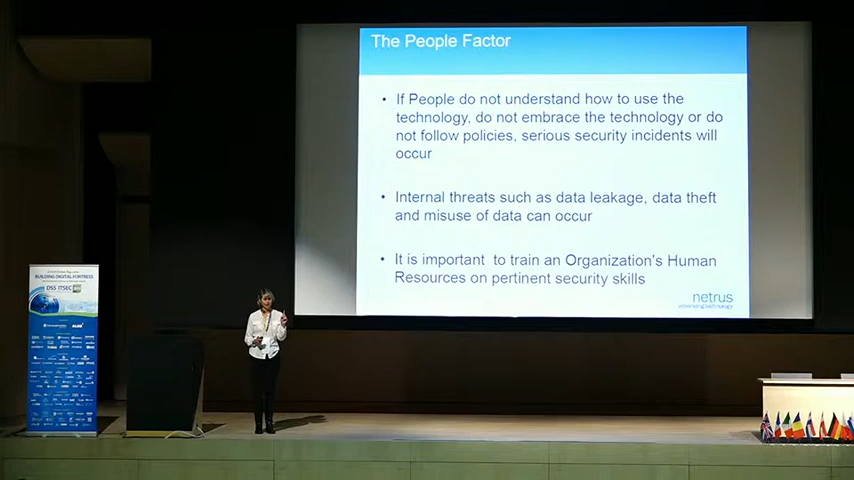 The People Factor
• If People do not understand how to use the
technology, do not embrace the technology or do
not follow policies, serious security incidents will
occur
• Internal threats such as data leakage, data theft
and misuse of data can occur
• It is important to train an Organization's Human
Resources on pertinent security skills
netrus
advancing technology
BUILDING DIGITAL FORTRESS
DSS ITSEC